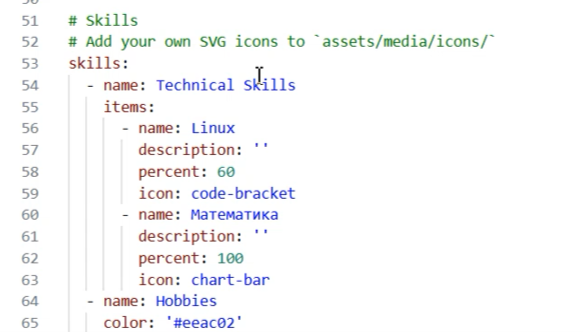 51 # Skills
52 # Add your own SVG icons to `assets/media/icons/`
53 skills:
54 - name: Technical Skills
55 items:
56 - name: Linux
57 description: ''
58 percent: 60
59 icon: code-bracket
60 - name: Математика
61 description: ''
62 percent: 100
63 icon: chart-bar
64 - name: Hobbies
65 color: '#eeac02'